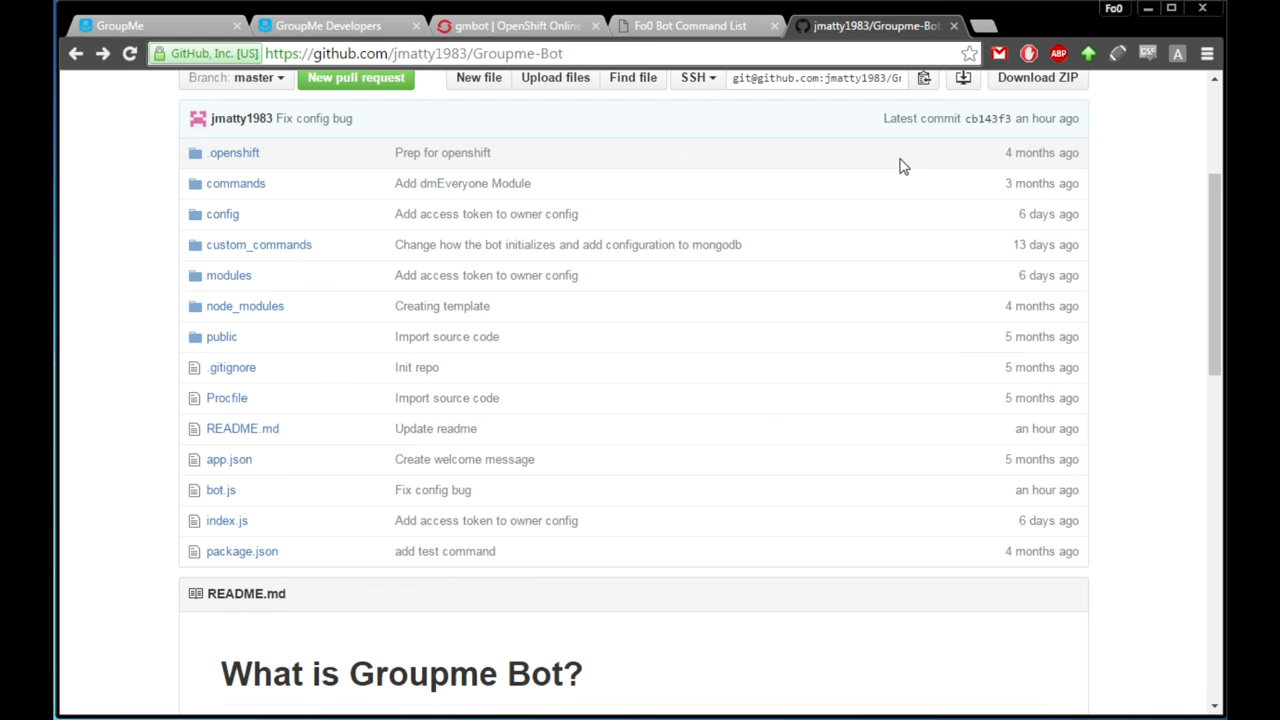 Fo0
GroupMe
GroupMe Developers
gmbot | OpenShift Online
Fo0 Bot Command List
jmatty1983/Groupme-Bot
GitHub, Inc. [US] https://github.com/jmatty1983/Groupme-Bot
ABP
CSS
A
Branch: master
New pull request
New file
Upload files
Find file
SSH
git@github.com:jmatty1983/Gr
Download ZIP
jmatty1983 Fix config bug Latest commit cb143f3 an hour ago
.openshift Prep for openshift 4 months ago
commands Add dmEveryone Module 3 months ago
config Add access token to owner config 6 days ago
custom_commands Change how the bot initializes and add configuration to mongodb 13 days ago
modules Add access token to owner config 6 days ago
node_modules Creating template 4 months ago
public Import source code 5 months ago
.gitignore Init repo 5 months ago
Procfile Import source code 5 months ago
README.md Update readme an hour ago
app.json Create welcome message 5 months ago
bot.js Fix config bug an hour ago
index.js Add access token to owner config 6 days ago
package.json add test command 4 months ago
README.md
What is Groupme Bot?